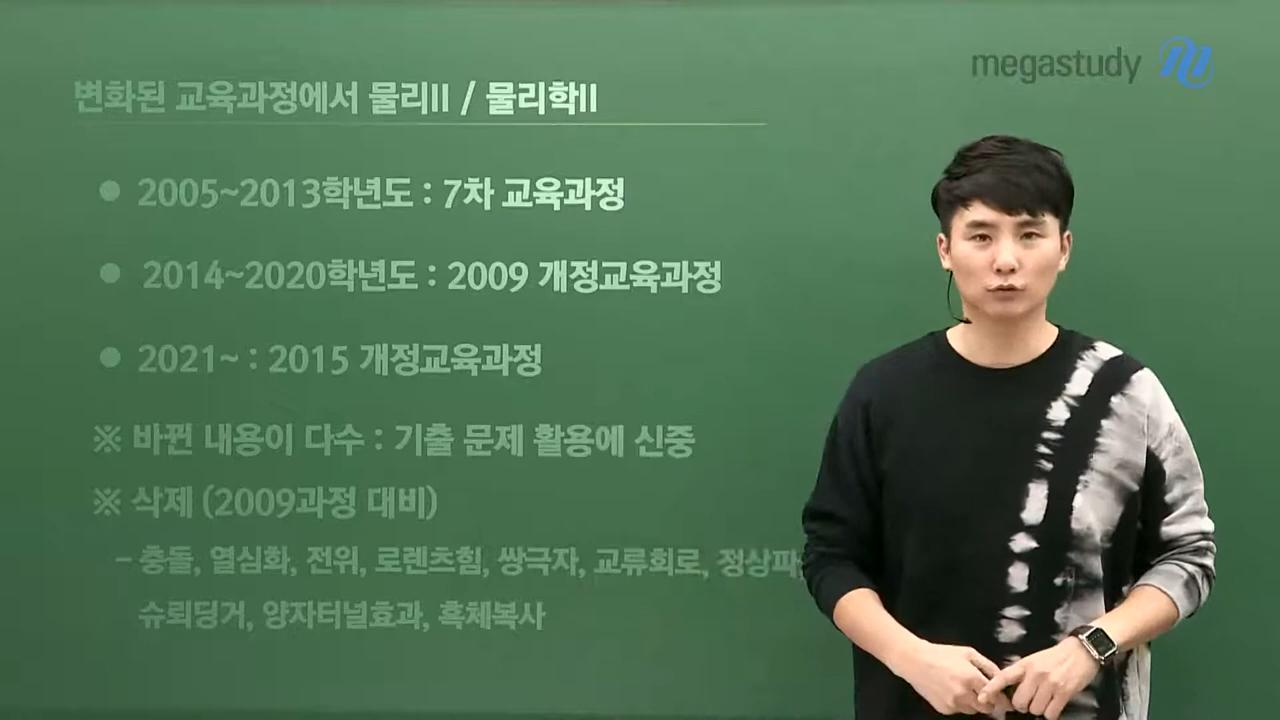 megastudy
변화된 교육과정에서 물리II / 물리학II
● 2005~2013학년도 : 7차 교육과정
● 2014~2020학년도 : 2009 개정교육과정
● 2021~ : 2015 개정교육과정
※ 바뀐 내용이 다수 : 기출 문제 활용에 신중
※ 삭제 (2009과정 대비)
– 충돌, 열심화, 전위, 로렌츠힘, 쌍극자, 교류회로, 정상파,
슈뢰딩거, 양자터널효과, 흑체복사